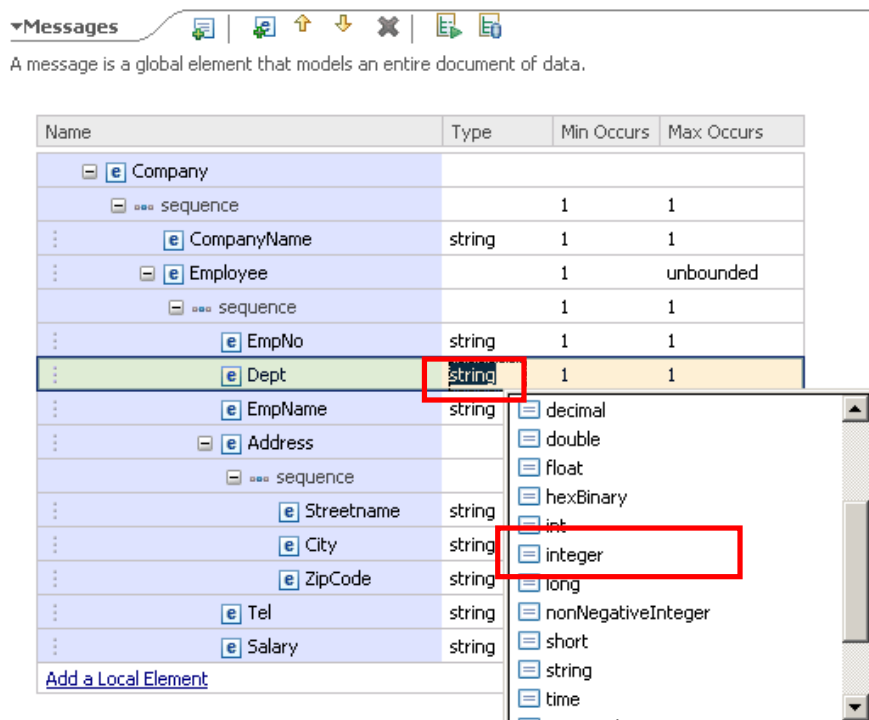 Messages
A message is a global element that models an entire document of data.
Name Type Min Occurs Max Occurs
e Company
sequence 1 1
e CompanyName string 1 1
e Employee 1 unbounded
sequence 1 1
e EmpNo string 1 1
e Dept string 1 1
e EmpName string
e Address
sequence
e Streetname string
e City string
e ZipCode string
e Tel string
e Salary string
Add a Local Element
decimal
double
float
hexBinary
int
integer
long
nonNegativeInteger
short
string
time